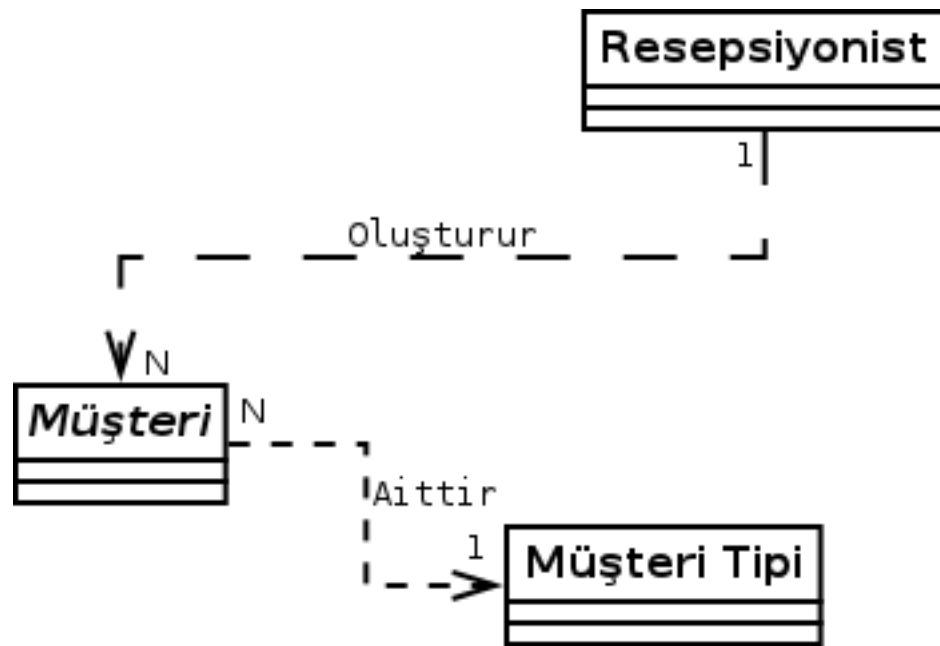 Resepsiyonist
1
Oluşturur
N
Müşteri
N
Aittir
1
Müşteri Tipi